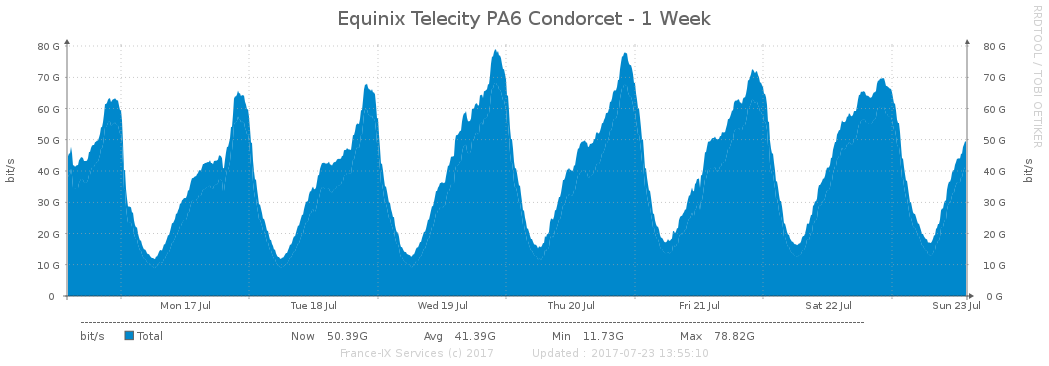 Equinix Telecity PA6 Condorcet - 1 Week
RRDTOOL / TOBI OETIKER
bit/s
80 G
70 G
60 G
50 G
40 G
30 G
20 G
10 G
0
80 G
70 G
60 G
50 G
40 G
30 G
20 G
10 G
0 G
bit/s
Mon 17 Jul Tue 18 Jul Wed 19 Jul Thu 20 Jul Fri 21 Jul Sat 22 Jul Sun 23 Jul
bit/s Total Now 50.39G Avg 41.39G Min 11.73G Max 78.82G
France-IX Services (c) 2017 Updated : 2017-07-23 13:55:10